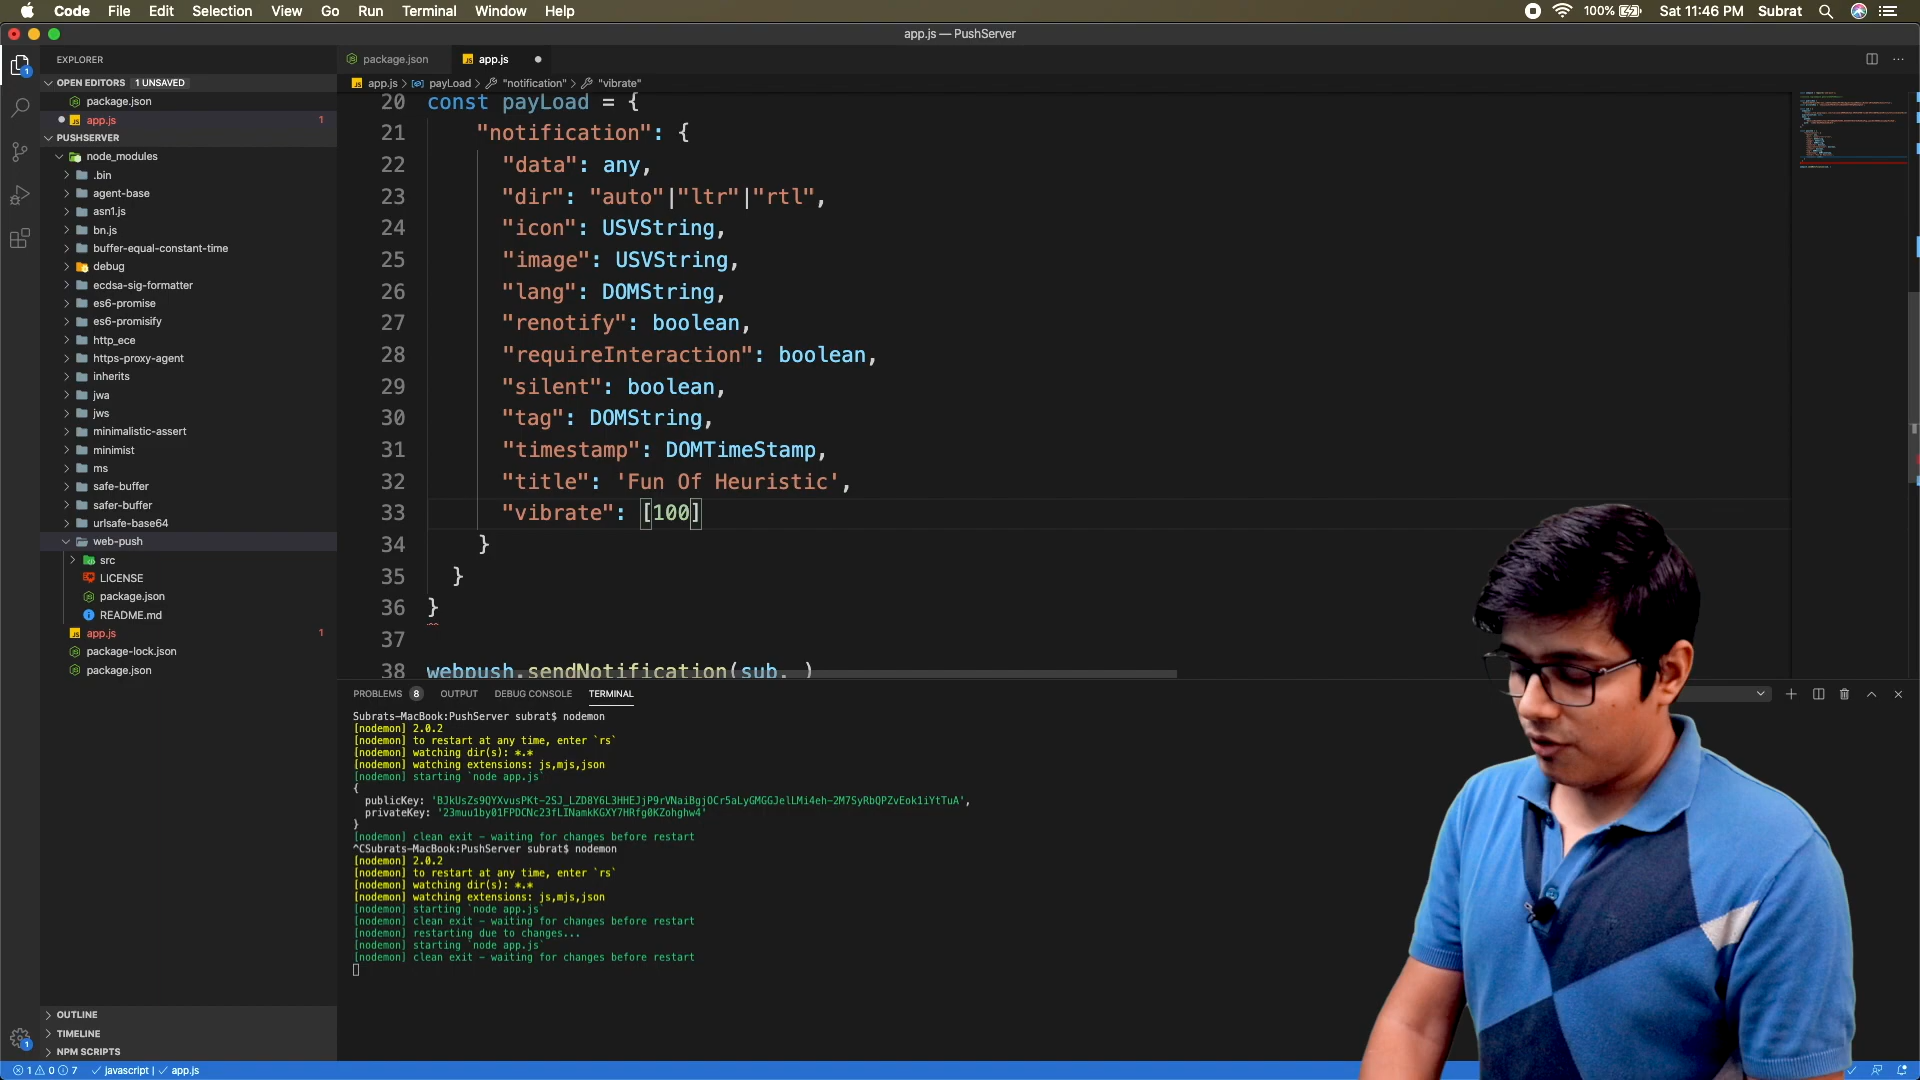 Code File Edit Selection View Go Run Terminal Window Help 100% Sat 11:46 PM Subrat
app.js — PushServer
EXPLORER
OPEN EDITORS 1 UNSAVED
package.json
app.js 1
PUSHSERVER
node_modules
.bin
agent-base
asn1.js
bn.js
buffer-equal-constant-time
debug
ecdsa-sig-formatter
es6-promise
es6-promisify
http_ece
https-proxy-agent
inherits
jwa
jws
minimalistic-assert
minimist
ms
safe-buffer
safer-buffer
urlsafe-base64
web-push
src
LICENSE
package.json
README.md
app.js 1
package-lock.json
package.json
OUTLINE
TIMELINE
NPM SCRIPTS
package.json app.js
app.js > payLoad > "notification" > "vibrate"
20 const payLoad = {
21 "notification": {
22 "data": any,
23 "dir": "auto"|"ltr"|"rtl",
24 "icon": USVString,
25 "image": USVString,
26 "lang": DOMString,
27 "renotify": boolean,
28 "requireInteraction": boolean,
29 "silent": boolean,
30 "tag": DOMString,
31 "timestamp": DOMTimeStamp,
32 "title": 'Fun Of Heuristic',
33 "vibrate": [100]
34 }
35 }
36 }
37
38 webpush.sendNotification(sub, )
PROBLEMS 8 OUTPUT DEBUG CONSOLE TERMINAL
Subrats-MacBook:PushServer subrat$ nodemon
[nodemon] 2.0.2
[nodemon] to restart at any time, enter `rs`
[nodemon] watching dir(s): *.*
[nodemon] watching extensions: js,mjs,json
[nodemon] starting `node app.js`
{
publicKey: 'BJkUsZs9QYXvusPKt-2SJ_LZD8Y6L3HHEJjP9rVNaiBgjOCr5aLyGMGGJelLMi4eh-2M7SyRbQPZvEok1iYtTuA',
privateKey: '23muu1by01FPDCNc23fLINamkKGXY7HRfg0KZohghw4'
}
[nodemon] clean exit - waiting for changes before restart
^CSubrats-MacBook:PushServer subrat$ nodemon
[nodemon] 2.0.2
[nodemon] to restart at any time, enter `rs`
[nodemon] watching dir(s): *.*
[nodemon] watching extensions: js,mjs,json
[nodemon] starting `node app.js`
[nodemon] clean exit - waiting for changes before restart
[nodemon] restarting due to changes...
[nodemon] starting `node app.js`
[nodemon] clean exit - waiting for changes before restart
1 0 7 javascript | app.js